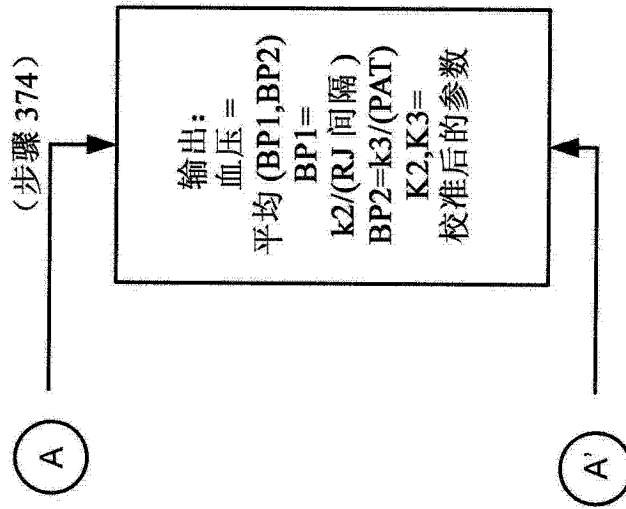 (步骤 374)
输出:
血压 =
平均 (BP1,BP2)
BP1=
k2/(RJ 间隔 )
BP2=k3/(PAT)
K2,K3=
校准后的参数
A
A'